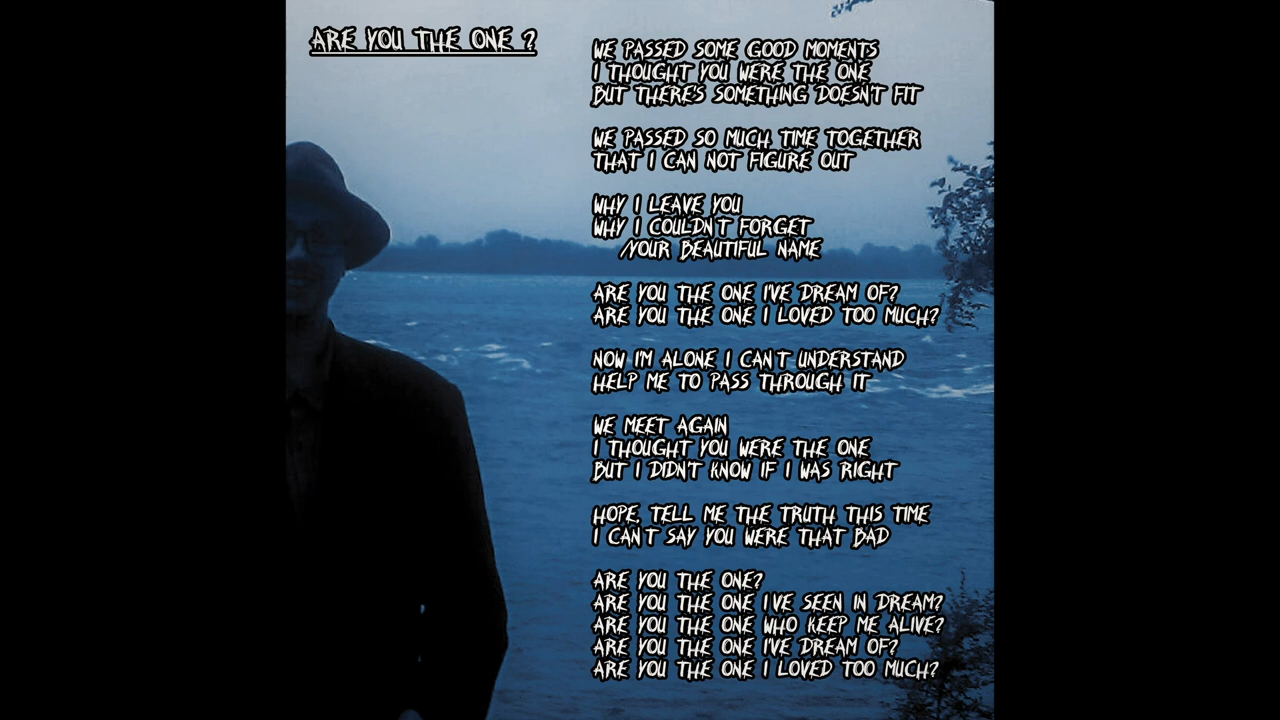 ARE YOU THE ONE ?
WE PASSED SOME GOOD MOMENTS
I THOUGHT YOU WERE THE ONE
BUT THERE'S SOMETHING DOESN'T FIT
WE PASSED SO MUCH TIME TOGETHER
THAT I CAN NOT FIGURE OUT
WHY I LEAVE YOU
WHY I COULDN'T FORGET
/YOUR BEAUTIFUL NAME
ARE YOU THE ONE I'VE DREAM OF?
ARE YOU THE ONE I LOVED TOO MUCH?
NOW I'M ALONE I CAN'T UNDERSTAND
HELP ME TO PASS THROUGH IT
WE MEET AGAIN
I THOUGHT YOU WERE THE ONE
BUT I DIDN'T KNOW IF I WAS RIGHT
HOPE, TELL ME THE TRUTH THIS TIME
I CAN'T SAY YOU WERE THAT BAD
ARE YOU THE ONE?
ARE YOU THE ONE I'VE SEEN IN DREAM?
ARE YOU THE ONE WHO KEEP ME ALIVE?
ARE YOU THE ONE I'VE DREAM OF?
ARE YOU THE ONE I LOVED TOO MUCH?